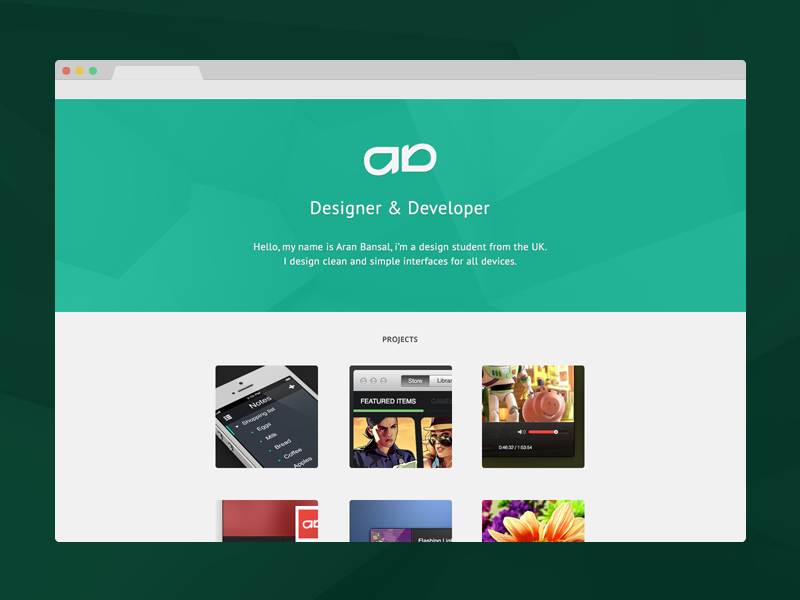 Designer & Developer
Hello, my name is Aran Bansal, i'm a design student from the UK.
I design clean and simple interfaces for all devices.
PROJECTS
Notes
Shopping list
Eggs
Milk
Bread
Coffee
Apples
Store
Librar
FEATURED ITEMS
GAME
0:46:32 / 1:53:54
Flashing Lig